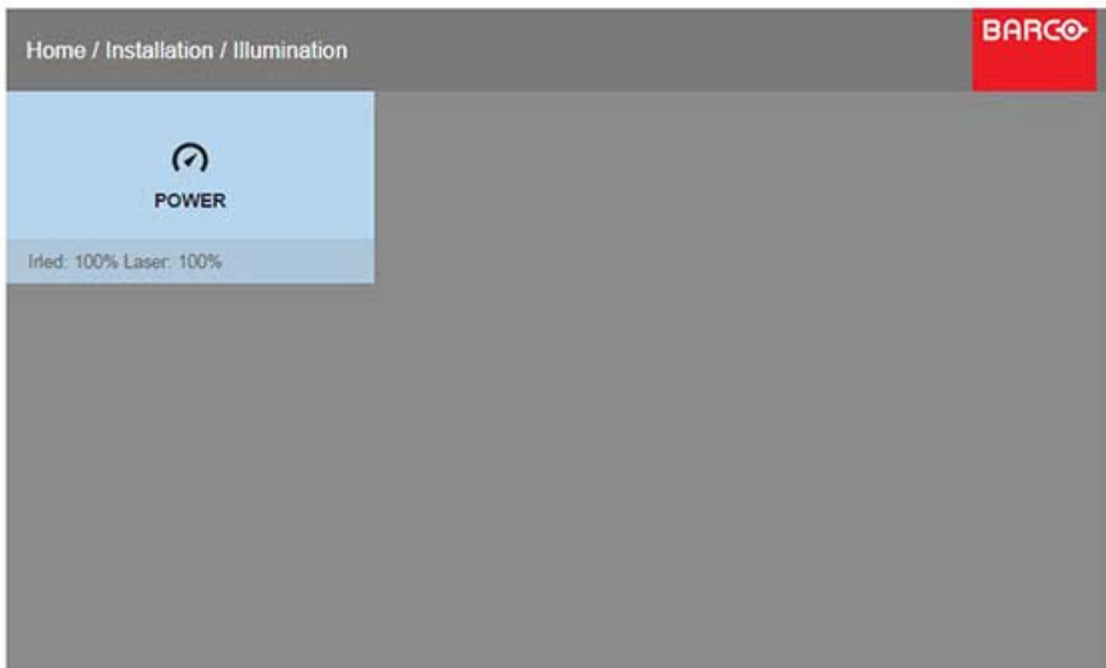 Home / Installation / Illumination
BARCO
POWER
Irled: 100% Laser: 100%